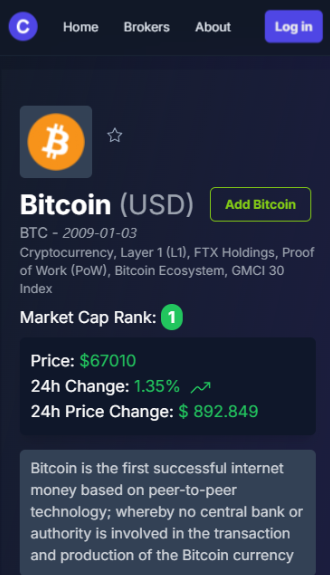 C Home Brokers About Log in
Bitcoin (USD) Add Bitcoin
BTC - 2009-01-03
Cryptocurrency, Layer 1 (L1), FTX Holdings, Proof
of Work (PoW), Bitcoin Ecosystem, GMCI 30
Index
Market Cap Rank: 1
Price: $67010
24h Change: 1.35%
24h Price Change: $ 892.849
Bitcoin is the first successful internet
money based on peer-to-peer
technology; whereby no central bank or
authority is involved in the transaction
and production of the Bitcoin currency